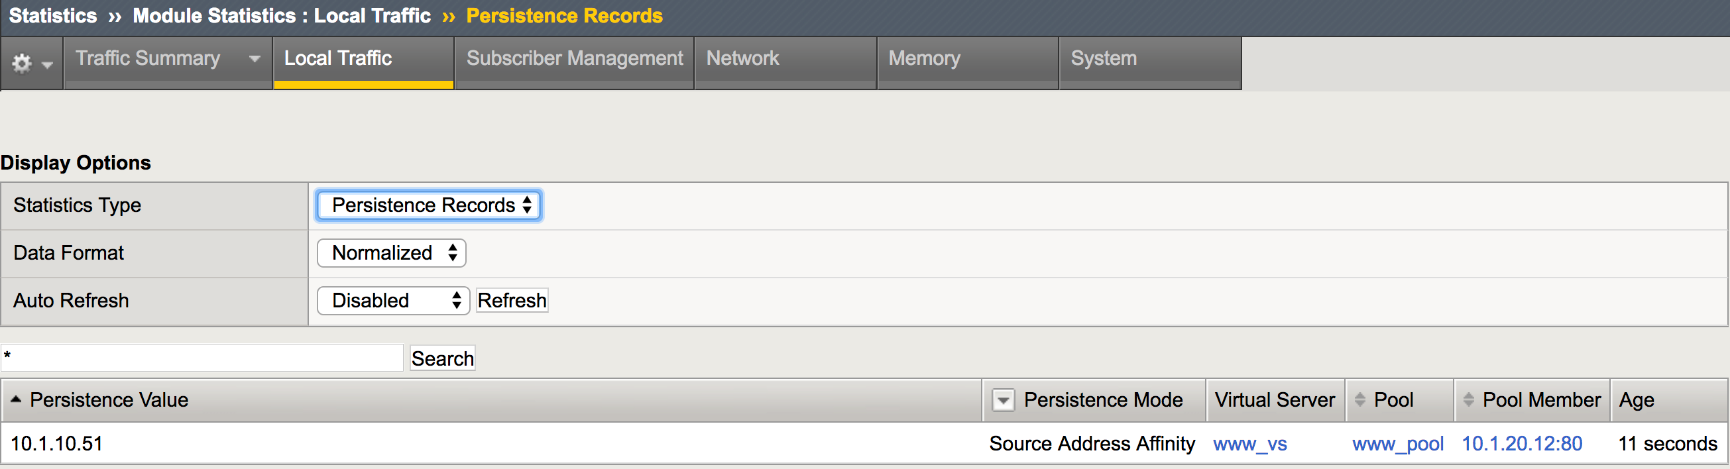 Statistics » Module Statistics : Local Traffic » Persistence Records
Traffic Summary Local Traffic Subscriber Management Network Memory System
Display Options
Statistics Type Persistence Records
Data Format Normalized
Auto Refresh Disabled Refresh
* Search
Persistence Value Persistence Mode Virtual Server Pool Pool Member Age
10.1.10.51 Source Address Affinity www_vs www_pool 10.1.20.12:80 11 seconds